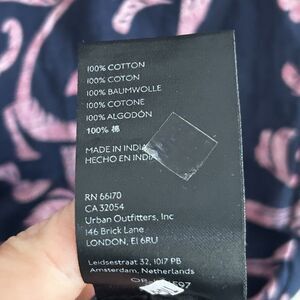 100% COTTON
100% COTON
100% BAUMWOLLE
100% COTONE
100% ALGODÓN
100% 棉
MADE IN INDIA
HECHO EN INDIA
RN 66170
CA 32054
Urban Outfitters, Inc
146 Brick Lane
LONDON, E1 6RU
Leidsestraat 32, 1017 PB
Amsterdam, Netherlands